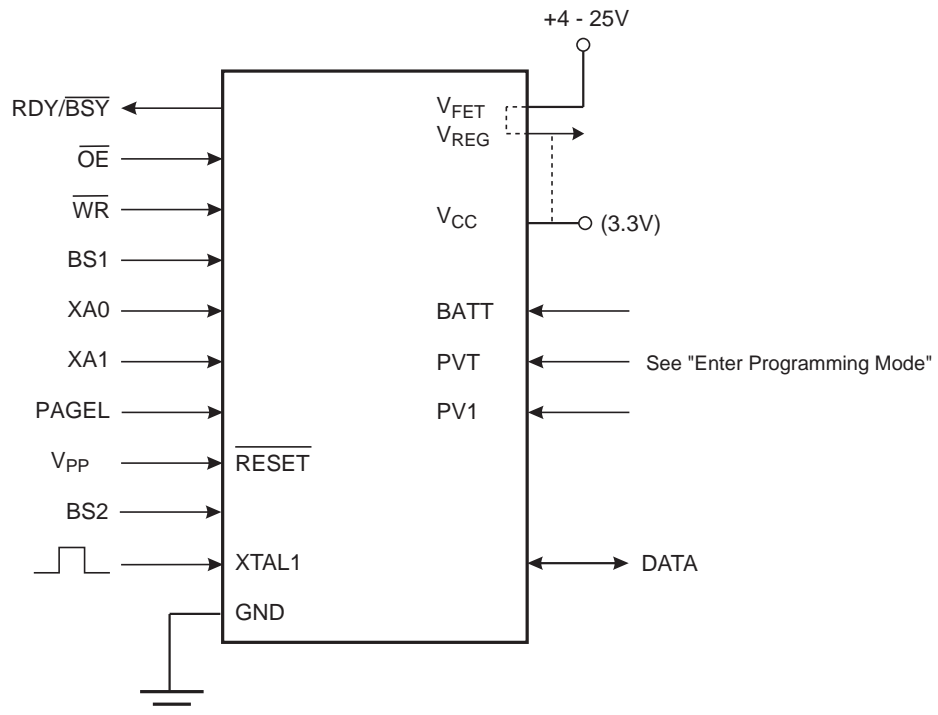 +4 - 25V
RDY/BSY
OE
WR
BS1
XA0
XA1
PAGEL
VPP
BS2
RESET
XTAL1
GND
VFET
VREG
VCC
(3.3V)
BATT
PVT
PV1
See "Enter Programming Mode"
DATA